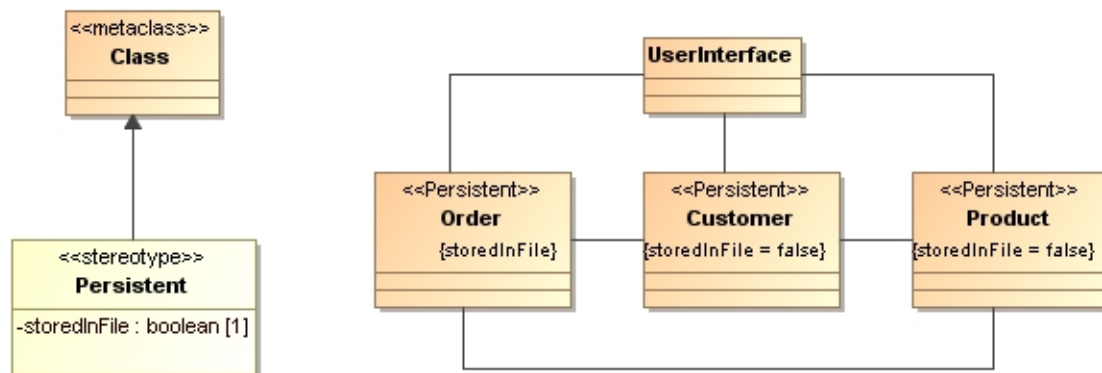 <<metaclass>>
Class
<<stereotype>>
Persistent
-storedInFile : boolean [1]
UserInterface
<<Persistent>>
Order
{storedInFile}
<<Persistent>>
Customer
{storedInFile = false}
<<Persistent>>
Product
{storedInFile = false}